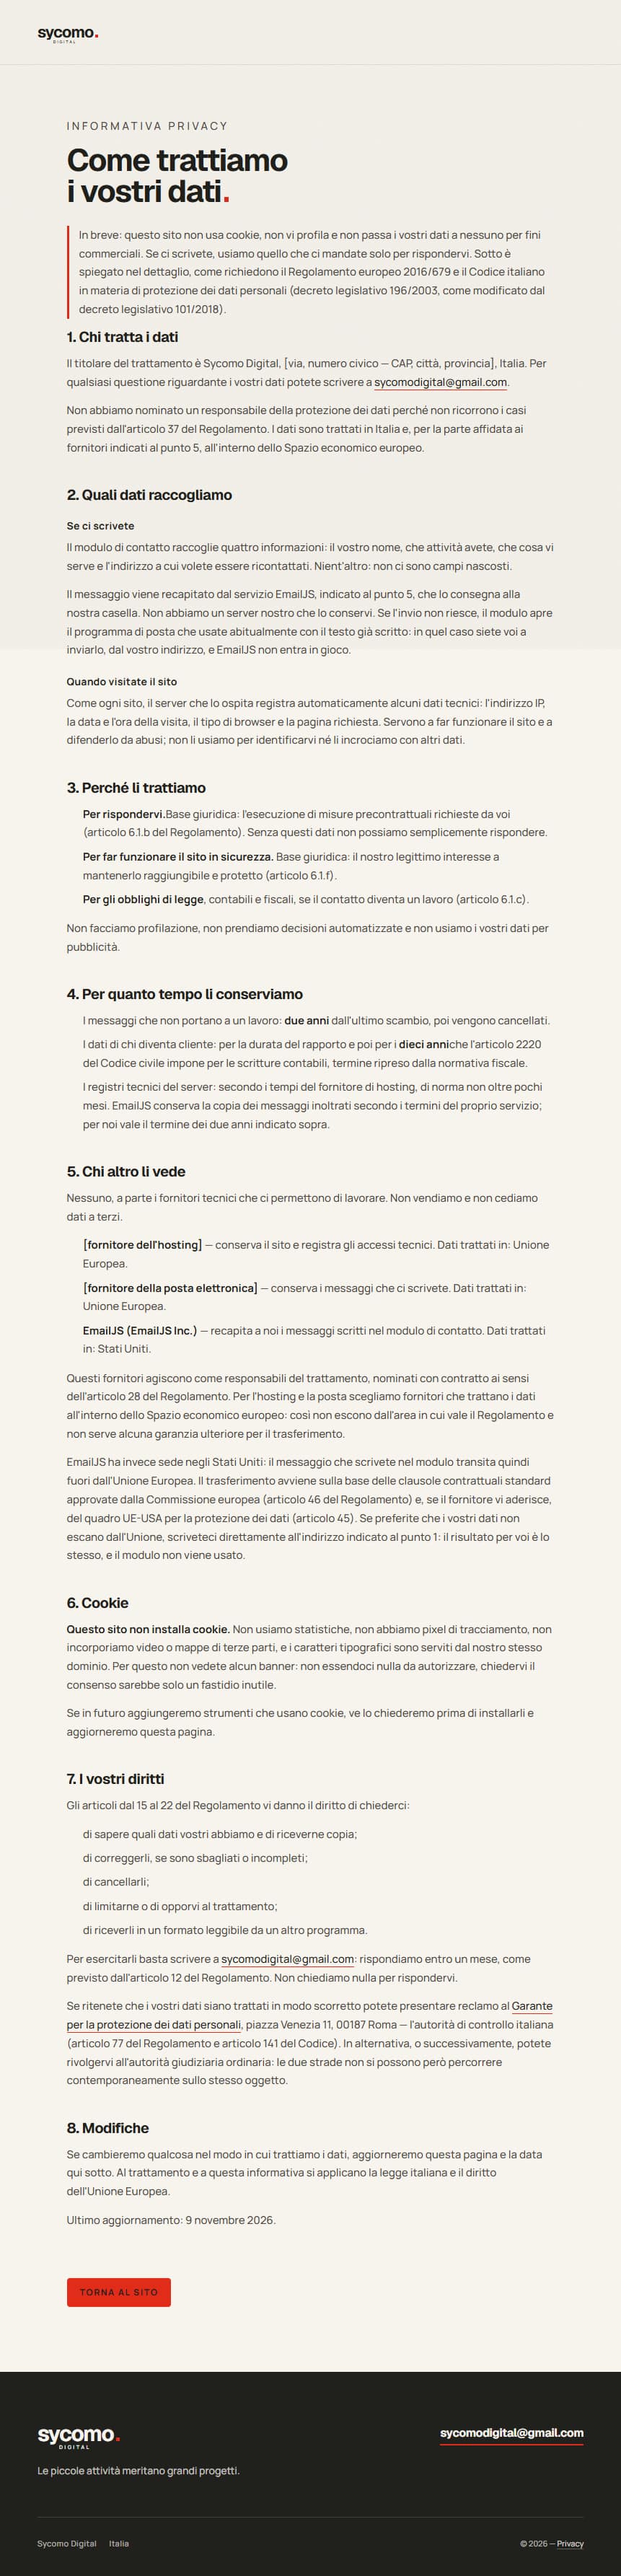 sycomo.
DIGITAL
INFORMATIVA PRIVACY
Come trattiamo
i vostri dati.
In breve: questo sito non usa cookie, non vi profila e non passa i vostri dati a nessuno per fini
commerciali. Se ci scrivete, usiamo quello che ci mandate solo per rispondervi. Sotto è
spiegato nel dettaglio, come richiedono il Regolamento europeo 2016/679 e il Codice italiano
in materia di protezione dei dati personali (decreto legislativo 196/2003, come modificato dal
decreto legislativo 101/2018).
1. Chi tratta i dati
Il titolare del trattamento è Sycomo Digital, [via, numero civico — CAP, città, provincia], Italia. Per
qualsiasi questione riguardante i vostri dati potete scrivere a sycomodigital@gmail.com.
Non abbiamo nominato un responsabile della protezione dei dati perché non ricorrono i casi
previsti dall'articolo 37 del Regolamento. I dati sono trattati in Italia e, per la parte affidata ai
fornitori indicati al punto 5, all'interno dello Spazio economico europeo.
2. Quali dati raccogliamo
Se ci scrivete
Il modulo di contatto raccoglie quattro informazioni: il vostro nome, che attività avete, che cosa vi
serve e l'indirizzo a cui volete essere ricontattati. Nient'altro: non ci sono campi nascosti.
Il messaggio viene recapitato dal servizio EmailJS, indicato al punto 5, che lo consegna alla
nostra casella. Non abbiamo un server nostro che lo conservi. Se l'invio non riesce, il modulo apre
il programma di posta che usate abitualmente con il testo già scritto: in quel caso siete voi a
inviarlo, dal vostro indirizzo, e EmailJS non entra in gioco.
Quando visitate il sito
Come ogni sito, il server che lo ospita registra automaticamente alcuni dati tecnici: l'indirizzo IP,
la data e l'ora della visita, il tipo di browser e la pagina richiesta. Servono a far funzionare il sito e a
difenderlo da abusi; non li usiamo per identificarvi né li incrociamo con altri dati.
3. Perché li trattiamo
Per rispondervi.Base giuridica: l'esecuzione di misure precontrattuali richieste da voi
(articolo 6.1.b del Regolamento). Senza questi dati non possiamo semplicemente rispondere.
Per far funzionare il sito in sicurezza. Base giuridica: il nostro legittimo interesse a
mantenerlo raggiungibile e protetto (articolo 6.1.f).
Per gli obblighi di legge, contabili e fiscali, se il contatto diventa un lavoro (articolo 6.1.c).
Non facciamo profilazione, non prendiamo decisioni automatizzate e non usiamo i vostri dati per
pubblicità.
4. Per quanto tempo li conserviamo
I messaggi che non portano a un lavoro: due anni dall'ultimo scambio, poi vengono cancellati.
I dati di chi diventa cliente: per la durata del rapporto e poi per i dieci anniche l'articolo 2220
del Codice civile impone per le scritture contabili, termine ripreso dalla normativa fiscale.
I registri tecnici del server: secondo i tempi del fornitore di hosting, di norma non oltre pochi
mesi. EmailJS conserva la copia dei messaggi inoltrati secondo i termini del proprio servizio;
per noi vale il termine dei due anni indicato sopra.
5. Chi altro li vede
Nessuno, a parte i fornitori tecnici che ci permettono di lavorare. Non vendiamo e non cediamo
dati a terzi.
[fornitore dell'hosting] — conserva il sito e registra gli accessi tecnici. Dati trattati in: Unione
Europea.
[fornitore della posta elettronica] — conserva i messaggi che ci scrivete. Dati trattati in:
Unione Europea.
EmailJS (EmailJS Inc.) — recapita a noi i messaggi scritti nel modulo di contatto. Dati trattati
in: Stati Uniti.
Questi fornitori agiscono come responsabili del trattamento, nominati con contratto ai sensi
dell'articolo 28 del Regolamento. Per l'hosting e la posta scegliamo fornitori che trattano i dati
all'interno dello Spazio economico europeo: così non escono dall'area in cui vale il Regolamento e
non serve alcuna garanzia ulteriore per il trasferimento.
EmailJS ha invece sede negli Stati Uniti: il messaggio che scrivete nel modulo transita quindi
fuori dall'Unione Europea. Il trasferimento avviene sulla base delle clausole contrattuali standard
approvate dalla Commissione europea (articolo 46 del Regolamento) e, se il fornitore vi aderisce,
del quadro UE-USA per la protezione dei dati (articolo 45). Se preferite che i vostri dati non
escano dall'Unione, scriveteci direttamente all'indirizzo indicato al punto 1: il risultato per voi è lo
stesso, e il modulo non viene usato.
6. Cookie
Questo sito non installa cookie. Non usiamo statistiche, non abbiamo pixel di tracciamento, non
incorporiamo video o mappe di terze parti, e i caratteri tipografici sono serviti dal nostro stesso
dominio. Per questo non vedete alcun banner: non essendoci nulla da autorizzare, chiedervi il
consenso sarebbe solo un fastidio inutile.
Se in futuro aggiungeremo strumenti che usano cookie, ve lo chiederemo prima di installarli e
aggiorneremo questa pagina.
7. I vostri diritti
Gli articoli dal 15 al 22 del Regolamento vi danno il diritto di chiederci:
di sapere quali dati vostri abbiamo e di riceverne copia;
di correggerli, se sono sbagliati o incompleti;
di cancellarli;
di limitarne o di opporvi al trattamento;
di riceverli in un formato leggibile da un altro programma.
Per esercitarli basta scrivere a sycomodigital@gmail.com: rispondiamo entro un mese, come
previsto dall'articolo 12 del Regolamento. Non chiediamo nulla per rispondervi.
Se ritenete che i vostri dati siano trattati in modo scorretto potete presentare reclamo al Garante
per la protezione dei dati personali, piazza Venezia 11, 00187 Roma — l'autorità di controllo italiana
(articolo 77 del Regolamento e articolo 141 del Codice). In alternativa, o successivamente, potete
rivolgervi all'autorità giudiziaria ordinaria: le due strade non si possono però percorrere
contemporaneamente sullo stesso oggetto.
8. Modifiche
Se cambieremo qualcosa nel modo in cui trattiamo i dati, aggiorneremo questa pagina e la data
qui sotto. Al trattamento e a questa informativa si applicano la legge italiana e il diritto
dell'Unione Europea.
Ultimo aggiornamento: 9 novembre 2026.
TORNA AL SITO
sycomo.
DIGITAL
sycomodigital@gmail.com
Le piccole attività meritano grandi progetti.
Sycomo Digital Italia
© 2026 — Privacy